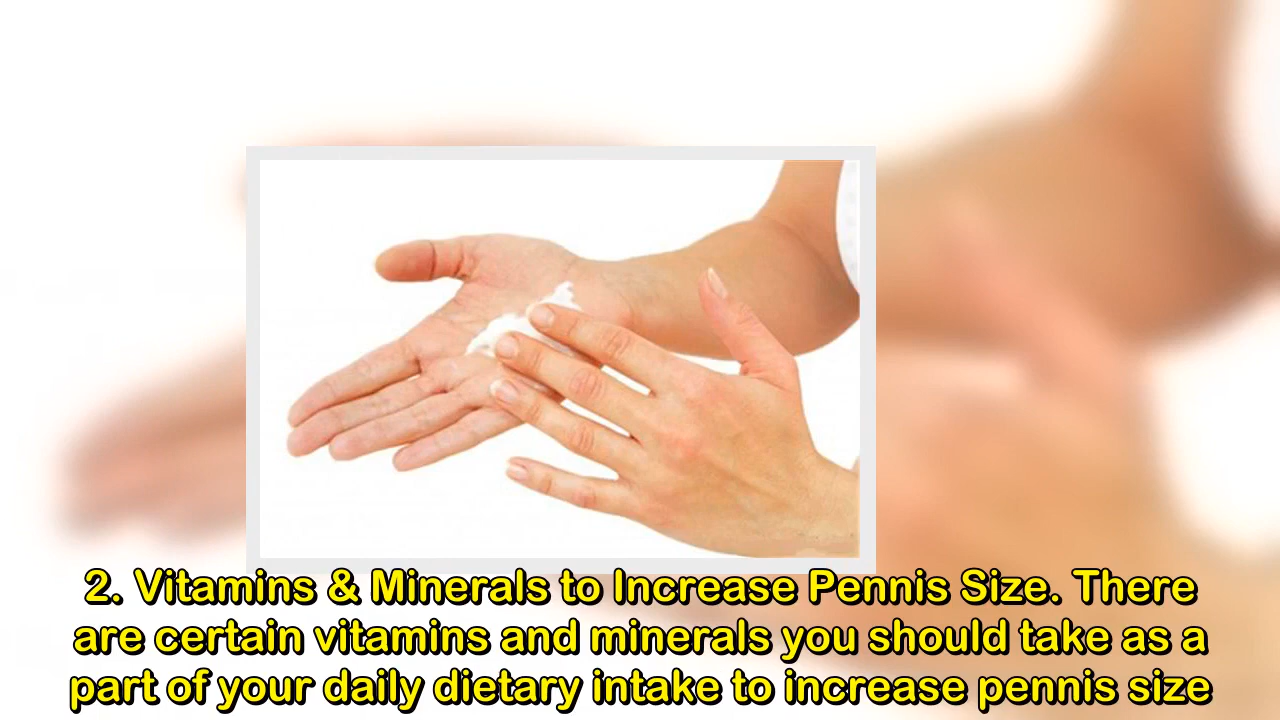 2. Vitamins & Minerals to Increase Pennis Size. There
are certain vitamins and minerals you should take as a
part of your daily dietary intake to increase pennis size